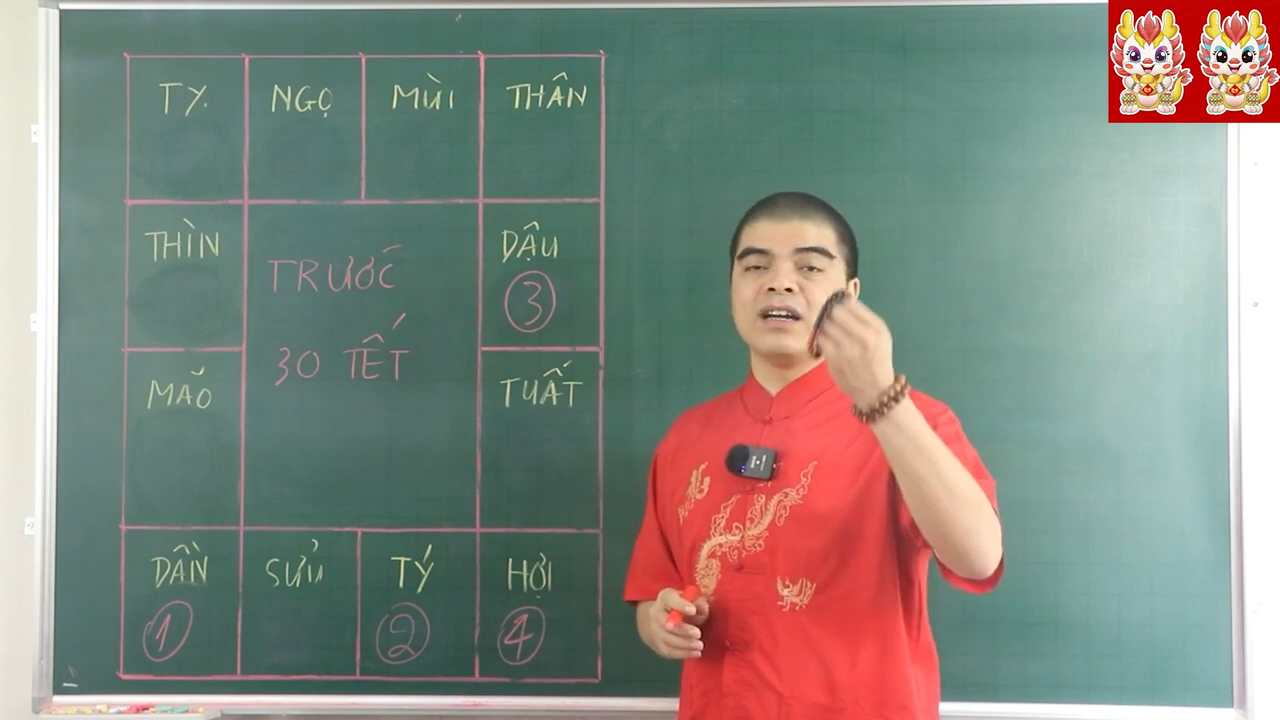 TỴ
NGỌ
MÙI
THÂN
THÌN
DẬU
3
TRƯỚC
30 TẾT
MÃO
TUẤT
DẦN
1
SỬU
TÝ
2
HỢI
4